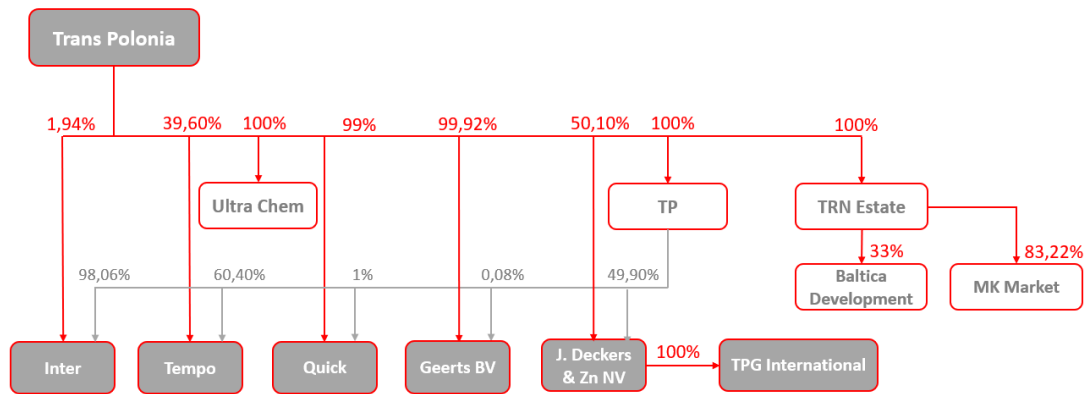 Trans Polonia
1,94%
39,60%
100%
99%
99,92%
50,10%
100%
100%
Ultra Chem
TP
TRN Estate
33%
83,22%
98,06%
60,40%
1%
0,08%
49,90%
Baltica
Development
MK Market
Inter
Tempo
Quick
Geerts BV
J. Deckers
& Zn NV
100%
TPG International